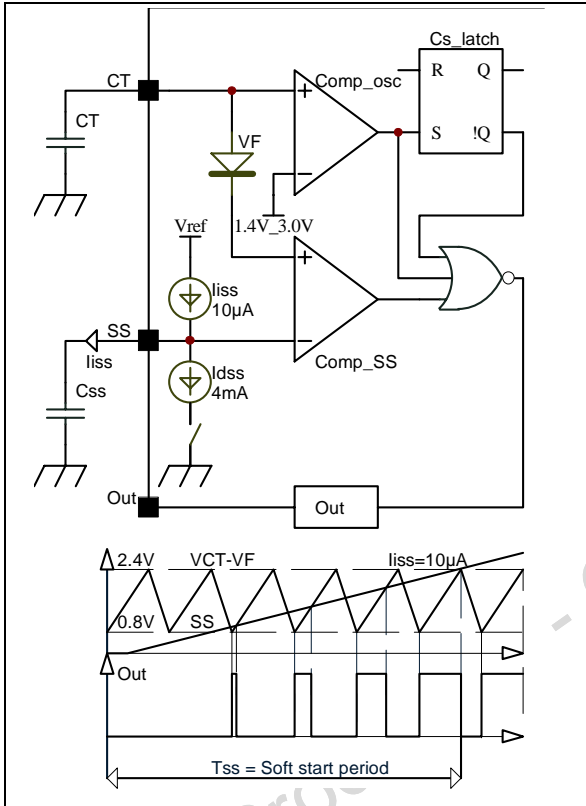 Cs_latch
CT
Comp_osc
R Q
CT
VF
S !Q
Vref
1.4V_3.0V
Iiss
10µA
SS
Iiss
Comp_SS
Idss
4mA
Css
Out
Out
2.4V VCT-VF Iiss=10µA
0.8V SS
Out
Tss = Soft start period